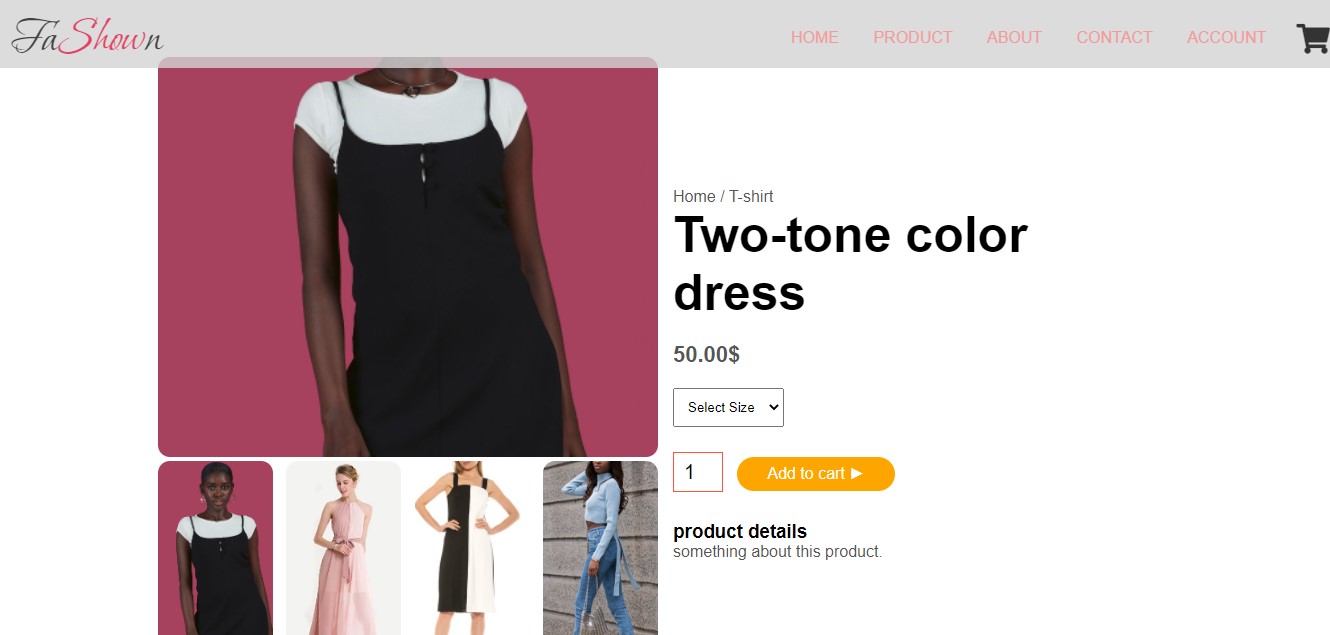 FaShown
HOME PRODUCT ABOUT CONTACT ACCOUNT
Home / T-shirt
Two-tone color
dress
50.00$
Select Size
1 Add to cart ►
product details
something about this product.